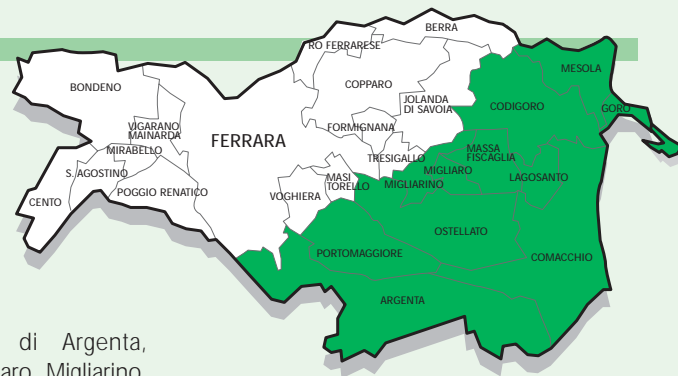 BERRA
RO FERRARESE
MESOLA
COPPARO
BONDENO
JOLANDA
DI SAVOIA
CODIGORO
GORO
VIGARANO
MAINARDA
FORMIGNANA
FERRARA
MASSA
FISCAGLIA
MIRABELLO
TRESIGALLO
MIGLIARO
S. AGOSTINO
MASI
TORELLO
LAGOSANTO
MIGLIARINO
POGGIO RENATICO
VOGHIERA
CENTO
OSTELLATO
PORTOMAGGIORE
COMACCHIO
ARGENTA
di Argenta,
Migliarino